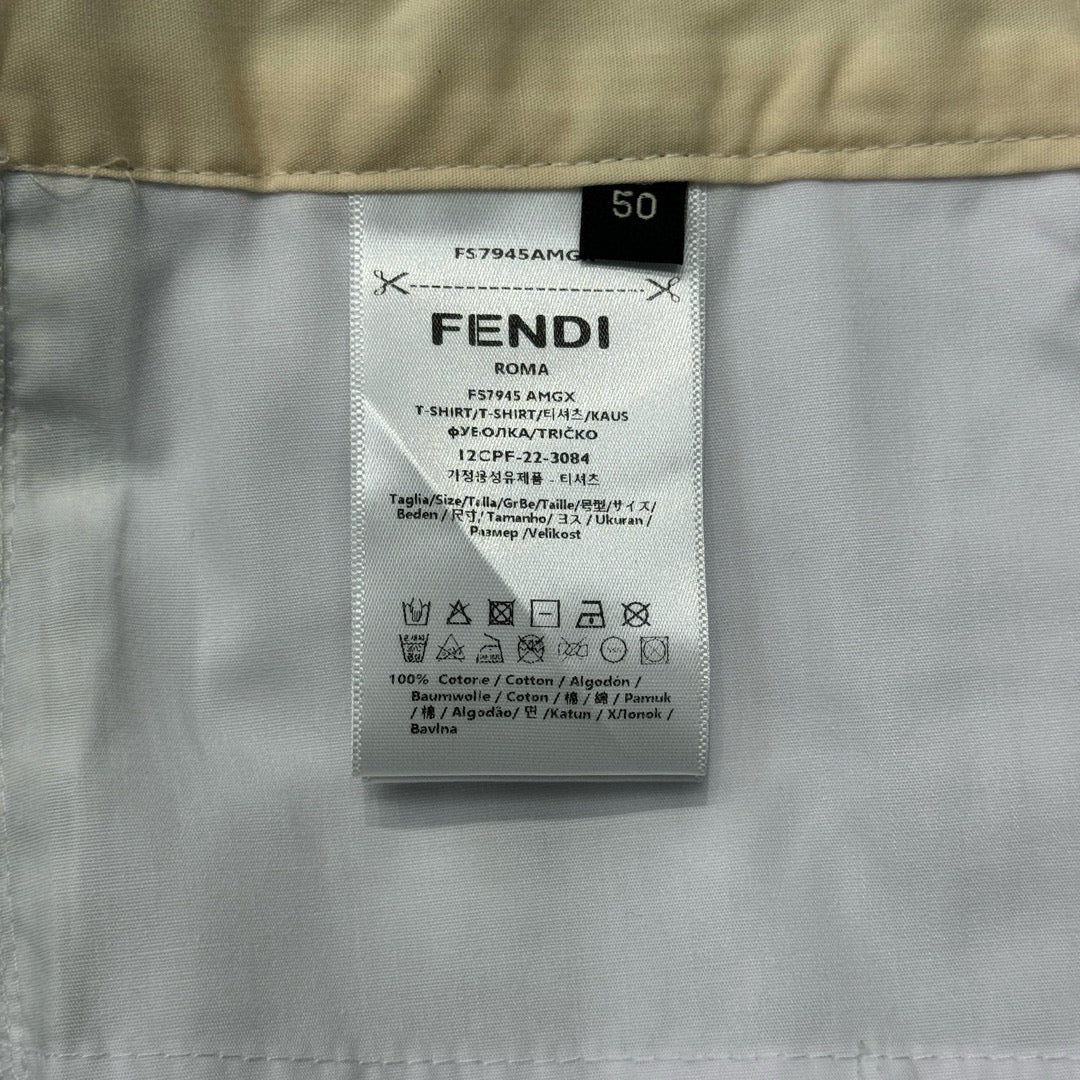 50
FS7945AMG
FENDI
ROMA
FS7945 AMGX
T-SHIRT/T-SHIRT/티셔츠/KAUS
ФУБОЛКА/TRIČKO
12CPF-22-3084
가정용섬유제품 - 티셔츠
Taglia/Size/Talla/GrBe/Taille/号型/サイズ/
Beden / 尺寸/ Tamanho/ ヨス / Ukuran /
Размер /Velikost
100% Cotone / Cotton / Algodón /
Baumwolle / Coton / 棉 / 綿 / Pamuk
/ 棉 / Algodão/ 면 /Katun / ХЛопок /
Bavlna